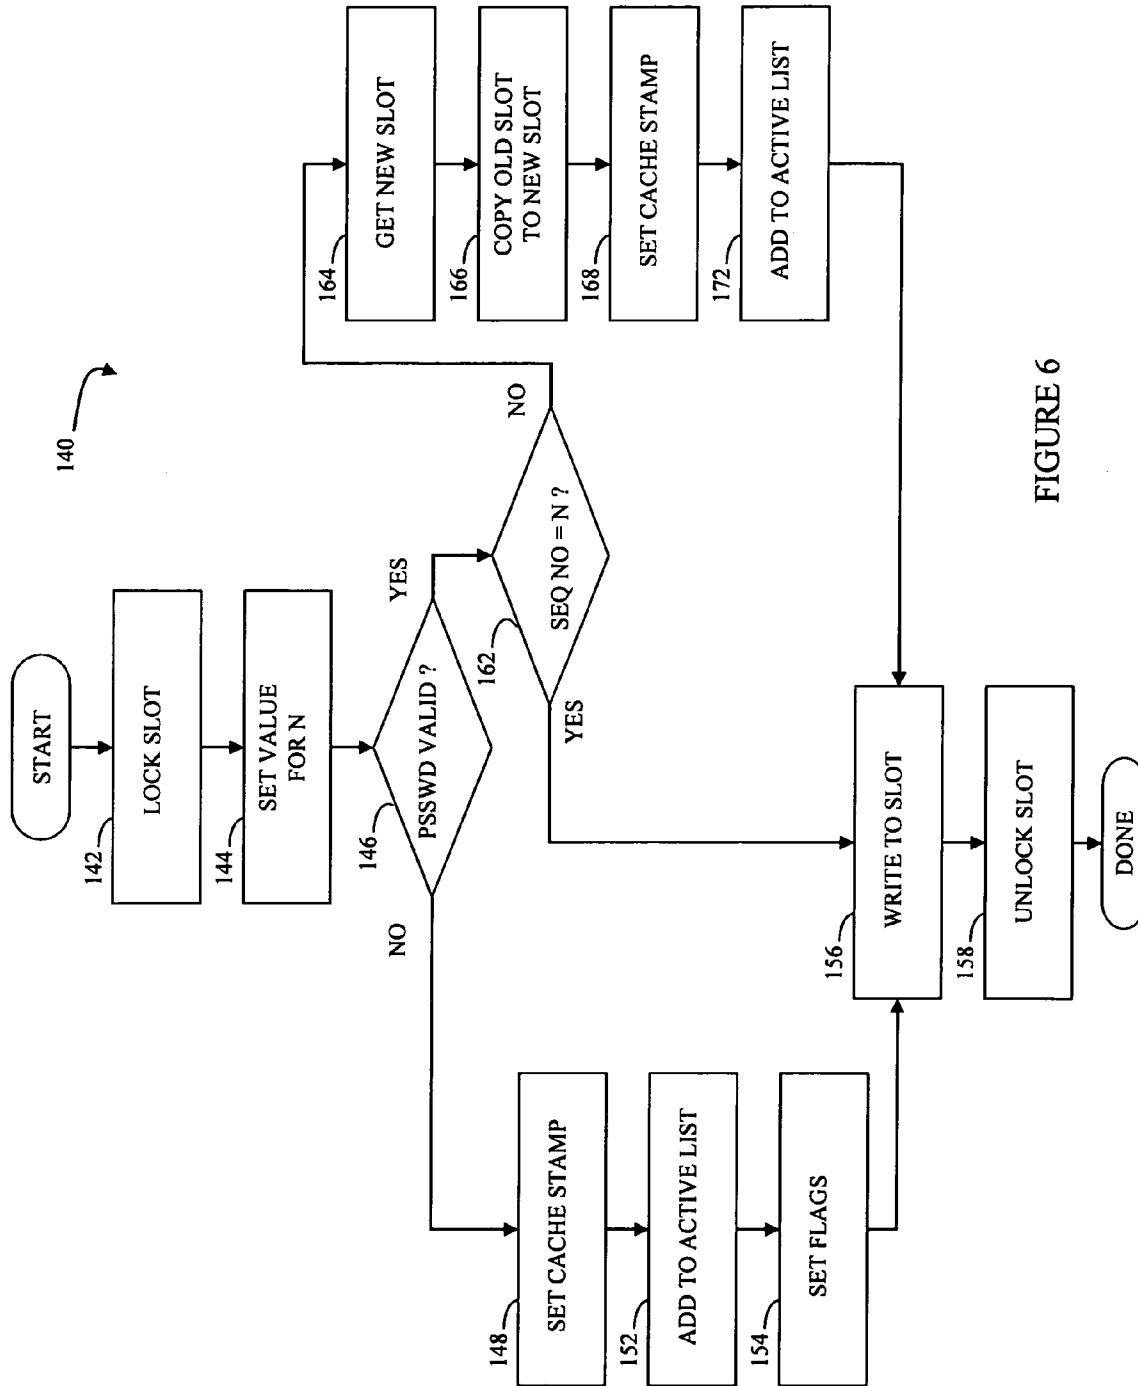 140
START
142
LOCK SLOT
144
SET VALUE
FOR N
146
PSSWD VALID ?
NO
YES
148
SET CACHE STAMP
152
ADD TO ACTIVE LIST
154
SET FLAGS
162
SEQ NO = N ?
YES
NO
164
GET NEW SLOT
166
COPY OLD SLOT
TO NEW SLOT
168
SET CACHE STAMP
172
ADD TO ACTIVE LIST
156
WRITE TO SLOT
158
UNLOCK SLOT
DONE
FIGURE 6